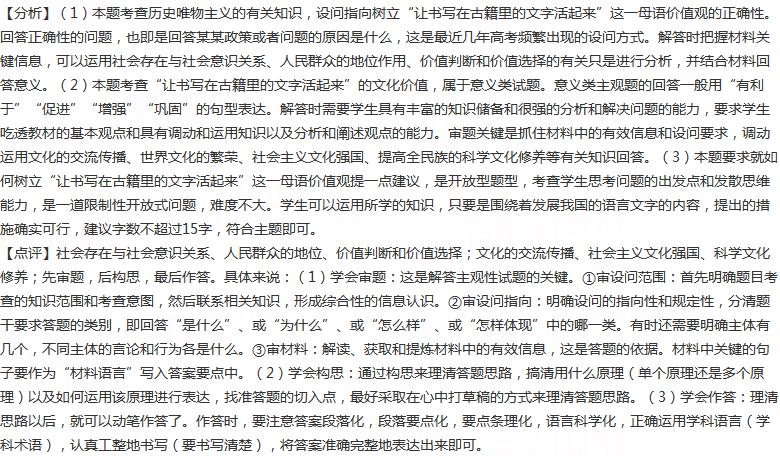 【分析】（1）本题考查历史唯物主义的有关知识，设问指向树立“让书写在古籍里的文字活起来”这一母语价值观的正确性。
回答正确性的问题，也即是回答某某政策或者问题的原因是什么，这是最近几年高考频繁出现的设问方式。解答时把握材料关
键信息，可以运用社会存在与社会意识关系、人民群众的地位作用、价值判断和价值选择的有关只是进行分析，并结合材料回
答意义。（2）本题考查“让书写在古籍里的文字活起来”的文化价值，属于意义类试题。意义类主观题的回答一般用“有利
于”“促进”“增强”“巩固”的句型表达。解答时需要学生具有丰富的知识储备和很强的分析和解决问题的能力，要求学生
吃透教材的基本观点和具有调动和运用知识以及分析和阐述观点的能力。审题关键是抓住材料中的有效信息和设问要求，调动
运用文化的交流传播、世界文化的繁荣、社会主义文化强国、提高全民族的科学文化修养等有关知识回答。（3）本题要求就如
何树立“让书写在古籍里的文字活起来”这一母语价值观提一点建议，是开放型题型，考查学生思考问题的出发点和发散思维
能力，是一道限制性开放式问题，难度不大。学生可以运用所学的知识，只要是围绕着发展我国的语言文字的内容，提出的措
施确实可行，建议字数不超过15字，符合主题即可。
【点评】社会存在与社会意识关系、人民群众的地位、价值判断和价值选择；文化的交流传播、社会主义文化强国、科学文化
修养；先审题，后构思，最后作答。具体来说：（1）学会审题：这是解答主观性试题的关键。①审设问范围：首先明确题目考
查的知识范围和考查意图，然后联系相关知识，形成综合性的信息认识。②审设问指向：明确设问的指向性和规定性，分清题
干要求答题的类别，即回答“是什么”、或“为什么”、或“怎么样”、或“怎样体现”中的哪一类。有时还需要明确主体有
几个，不同主体的言论和行为各是什么。③审材料：解读、获取和提炼材料中的有效信息，这是答题的依据。材料中关键的句
子要作为“材料语言”写入答案要点中。（2）学会构思：通过构思来理清答题思路，搞清用什么原理（单个原理还是多个原
理）以及如何运用该原理进行表达，找准答题的切入点，最好采取在心中打草稿的方式来理清答题思路。（3）学会作答：理清
思路以后，就可以动笔作答了。作答时，要注意答案段落化，段落要点化，要点条理化，语言科学化，正确运用学科语言（学
科术语），认真工整地书写（要书写清楚），将答案准确完整地表达出来即可。